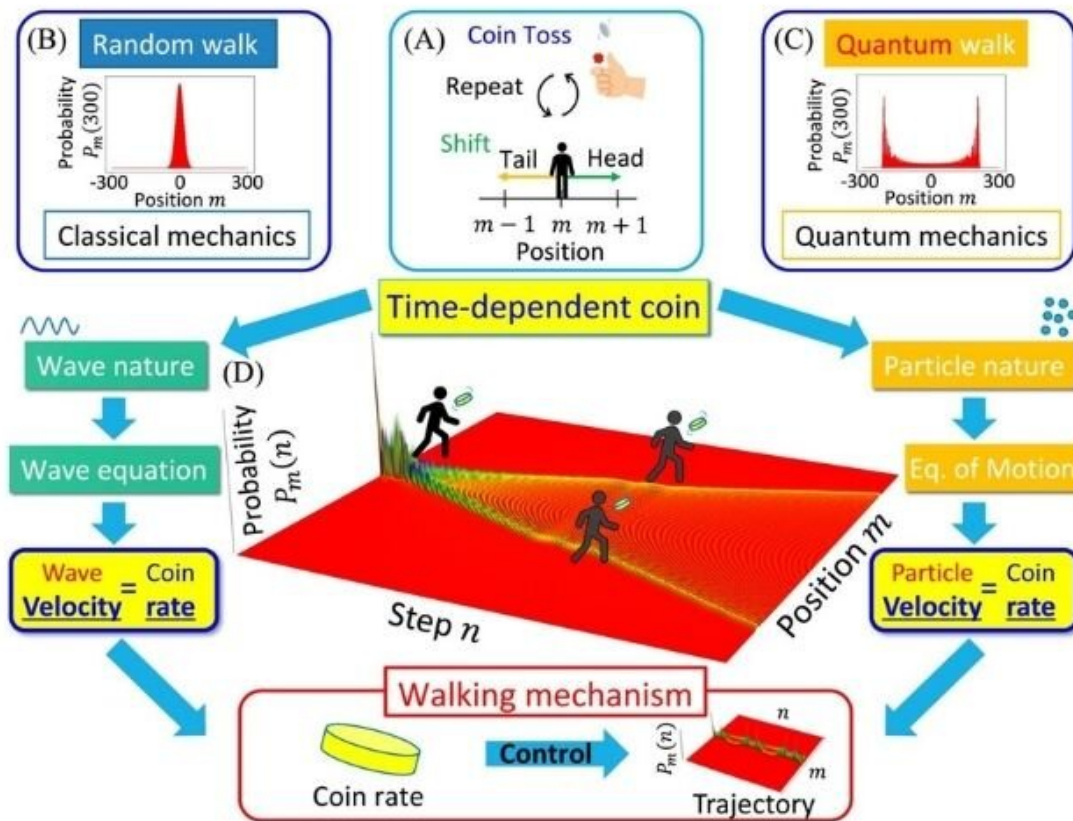 (B) Random walk
Probability
P_m(300)
-300 0 300
Position m
Classical mechanics
(A) Coin Toss
Repeat
Shift
Tail Head
m − 1 m m + 1
Position
(C) Quantum walk
Probability
P_m(300)
-300 0 300
Position m
Quantum mechanics
Time-dependent coin
Wave nature
Wave equation
Wave Velocity = Coin rate
(D)
Probability
P_m(n)
Step n
Position m
Particle nature
Eq. of Motion
Particle Velocity = Coin rate
Walking mechanism
Coin rate
Control
P_m(n)
n
m
Trajectory